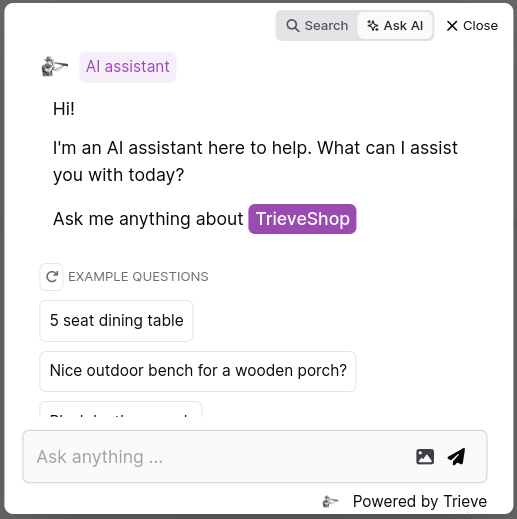 Search Ask AI Close
AI assistant
Hi!
I'm an AI assistant here to help. What can I assist
you with today?
Ask me anything about TrieveShop
EXAMPLE QUESTIONS
5 seat dining table
Nice outdoor bench for a wooden porch?
Ask anything ...
Powered by Trieve